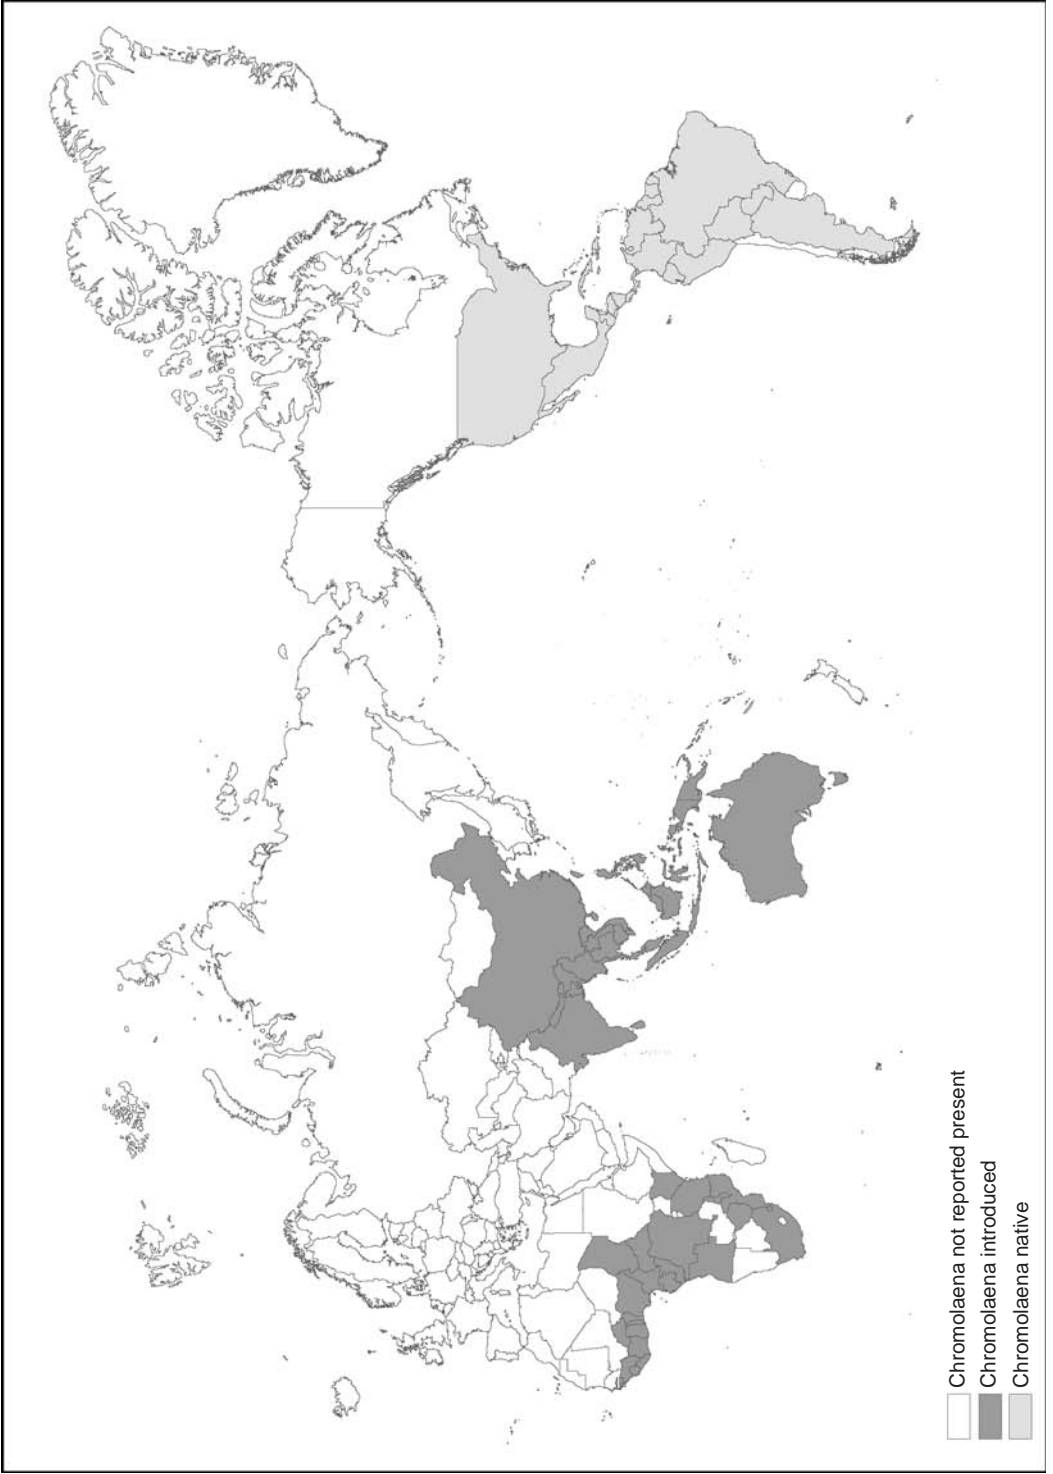 Chromolaena not reported present
Chromolaena introduced
Chromolaena native